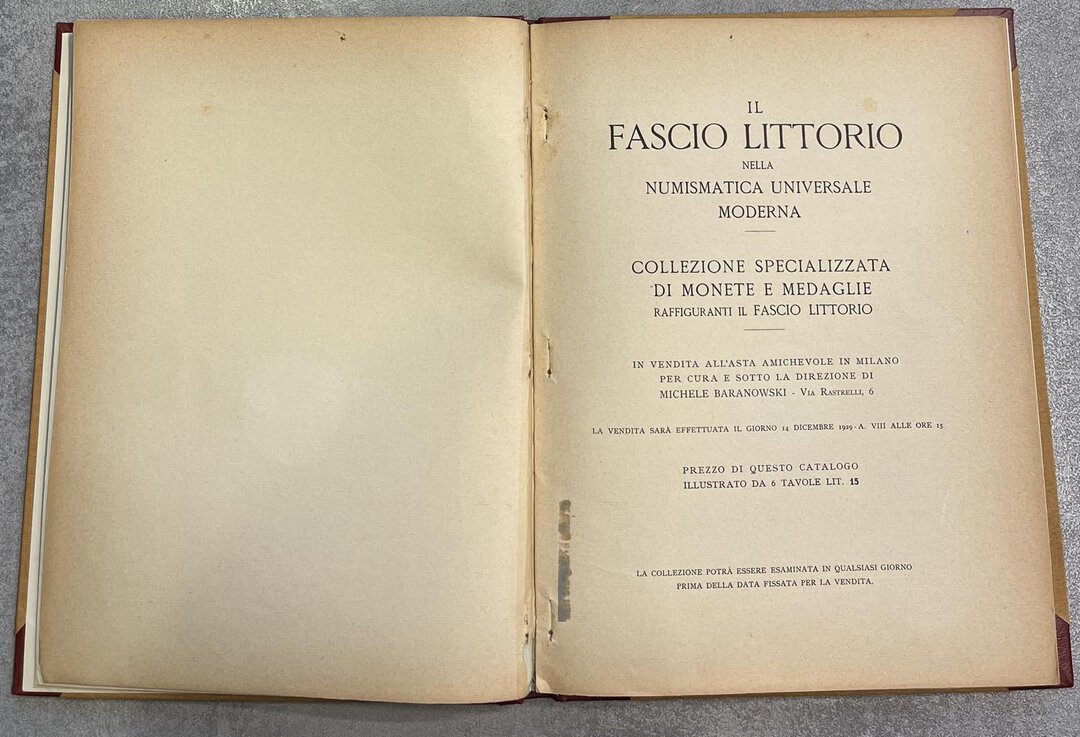 IL
FASCIO LITTORIO
NELLA
NUMISMATICA UNIVERSALE
MODERNA
COLLEZIONE SPECIALIZZATA
DI MONETE E MEDAGLIE
RAFFIGURANTI IL FASCIO LITTORIO
IN VENDITA ALL'ASTA AMICHEVOLE IN MILANO
PER CURA E SOTTO LA DIREZIONE DI
MICHELE BARANOWSKI - VIA RASTRELLI, 6
LA VENDITA SARÀ EFFETTUATA IL GIORNO 14 DICEMBRE 1929 - A. VIII ALLE ORE 15
PREZZO DI QUESTO CATALOGO
ILLUSTRATO DA 6 TAVOLE LIT. 15
LA COLLEZIONE POTRÀ ESSERE ESAMINATA IN QUALSIASI GIORNO
PRIMA DELLA DATA FISSATA PER LA VENDITA.